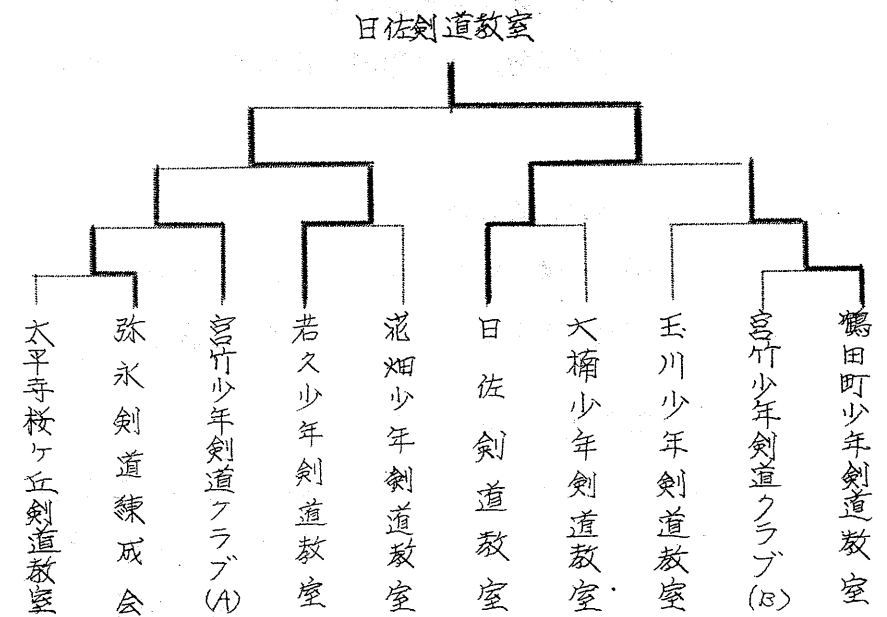 日佐剣道教室
太平寺桜ヶ丘剣道教室
弥永剣道練成会
宮竹少年剣道クラブ(A)
若久少年剣道教室
花畑少年剣道教室
日佐剣道教室
大楠少年剣道教室
玉川少年剣道教室
宮竹少年剣道クラブ(B)
鶴田町少年剣道教室